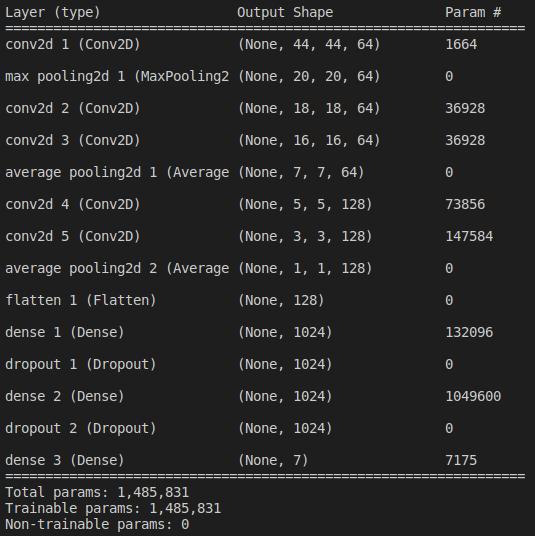 Layer (type) Output Shape Param #
=================================================================
conv2d 1 (Conv2D) (None, 44, 44, 64) 1664
max pooling2d 1 (MaxPooling2 (None, 20, 20, 64) 0
conv2d 2 (Conv2D) (None, 18, 18, 64) 36928
conv2d 3 (Conv2D) (None, 16, 16, 64) 36928
average pooling2d 1 (Average (None, 7, 7, 64) 0
conv2d 4 (Conv2D) (None, 5, 5, 128) 73856
conv2d 5 (Conv2D) (None, 3, 3, 128) 147584
average pooling2d 2 (Average (None, 1, 1, 128) 0
flatten 1 (Flatten) (None, 128) 0
dense 1 (Dense) (None, 1024) 132096
dropout 1 (Dropout) (None, 1024) 0
dense 2 (Dense) (None, 1024) 1049600
dropout 2 (Dropout) (None, 1024) 0
dense 3 (Dense) (None, 7) 7175
=================================================================
Total params: 1,485,831
Trainable params: 1,485,831
Non-trainable params: 0